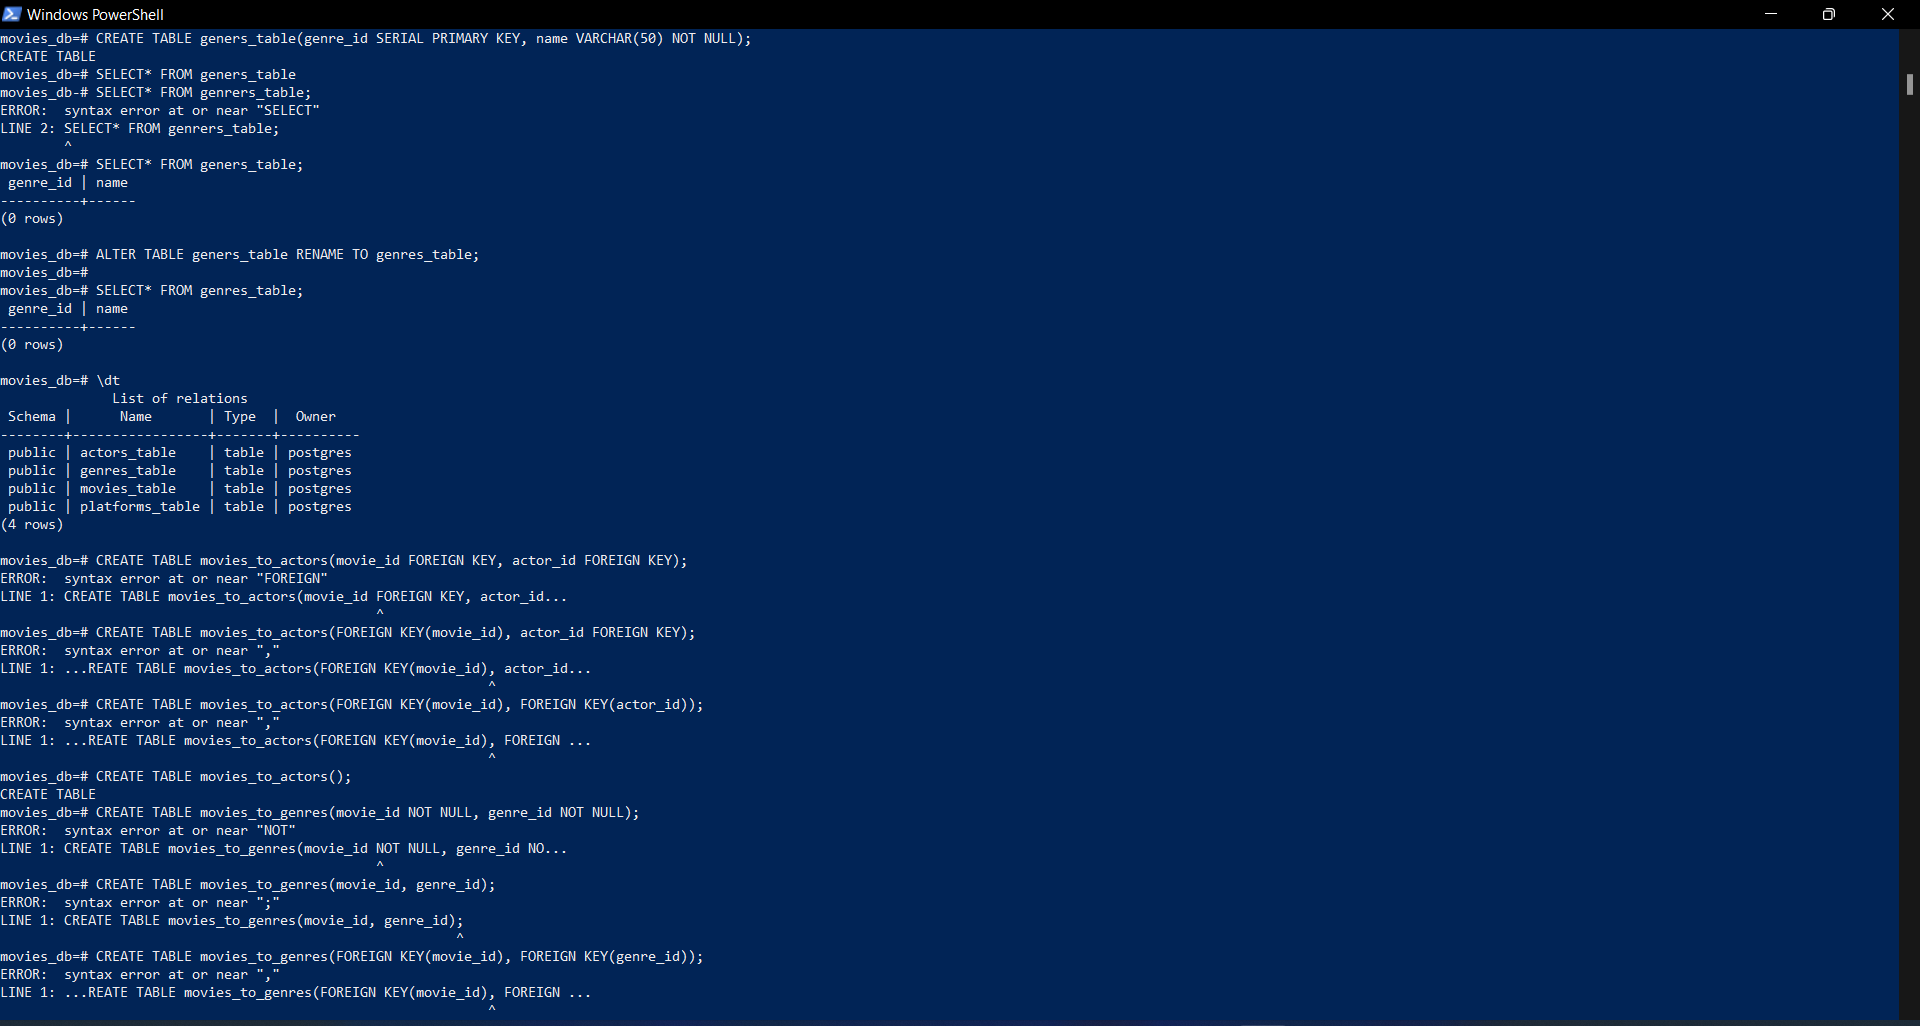 Windows PowerShell
movies_db=# CREATE TABLE geners_table(genre_id SERIAL PRIMARY KEY, name VARCHAR(50) NOT NULL);
CREATE TABLE
movies_db=# SELECT* FROM geners_table
movies_db-# SELECT* FROM genrers_table;
ERROR:  syntax error at or near "SELECT"
LINE 2: SELECT* FROM genrers_table;
        ^
movies_db=# SELECT* FROM geners_table;
 genre_id | name
----------+------
(0 rows)

movies_db=# ALTER TABLE geners_table RENAME TO genres_table;
movies_db=#
movies_db=# SELECT* FROM genres_table;
 genre_id | name
----------+------
(0 rows)

movies_db=# \dt
              List of relations
 Schema |      Name       | Type  |  Owner
--------+-----------------+-------+----------
 public | actors_table    | table | postgres
 public | genres_table    | table | postgres
 public | movies_table    | table | postgres
 public | platforms_table | table | postgres
(4 rows)

movies_db=# CREATE TABLE movies_to_actors(movie_id FOREIGN KEY, actor_id FOREIGN KEY);
ERROR:  syntax error at or near "FOREIGN"
LINE 1: CREATE TABLE movies_to_actors(movie_id FOREIGN KEY, actor_id...
                                               ^
movies_db=# CREATE TABLE movies_to_actors(FOREIGN KEY(movie_id), actor_id FOREIGN KEY);
ERROR:  syntax error at or near ","
LINE 1: ...REATE TABLE movies_to_actors(FOREIGN KEY(movie_id), actor_id...
                                                             ^
movies_db=# CREATE TABLE movies_to_actors(FOREIGN KEY(movie_id), FOREIGN KEY(actor_id));
ERROR:  syntax error at or near ","
LINE 1: ...REATE TABLE movies_to_actors(FOREIGN KEY(movie_id), FOREIGN ...
                                                             ^
movies_db=# CREATE TABLE movies_to_actors();
CREATE TABLE
movies_db=# CREATE TABLE movies_to_genres(movie_id NOT NULL, genre_id NOT NULL);
ERROR:  syntax error at or near "NOT"
LINE 1: CREATE TABLE movies_to_genres(movie_id NOT NULL, genre_id NO...
                                               ^
movies_db=# CREATE TABLE movies_to_genres(movie_id, genre_id);
ERROR:  syntax error at or near ";"
LINE 1: CREATE TABLE movies_to_genres(movie_id, genre_id);
                                                         ^
movies_db=# CREATE TABLE movies_to_genres(FOREIGN KEY(movie_id), FOREIGN KEY(genre_id));
ERROR:  syntax error at or near ","
LINE 1: ...REATE TABLE movies_to_genres(FOREIGN KEY(movie_id), FOREIGN ...
                                                             ^